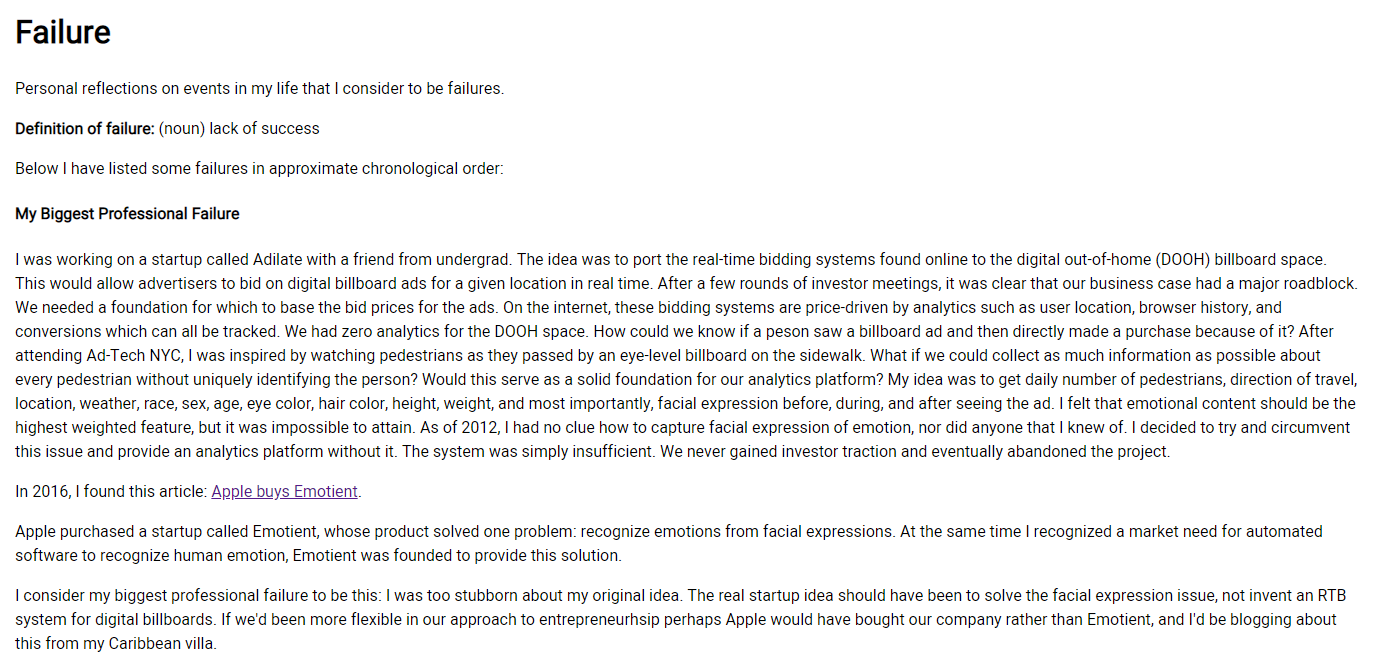 Failure
Personal reflections on events in my life that I consider to be failures.
Definition of failure: (noun) lack of success
Below I have listed some failures in approximate chronological order:
My Biggest Professional Failure
I was working on a startup called Adilate with a friend from undergrad. The idea was to port the real-time bidding systems found online to the digital out-of-home (DOOH) billboard space.
This would allow advertisers to bid on digital billboard ads for a given location in real time. After a few rounds of investor meetings, it was clear that our business case had a major roadblock.
We needed a foundation for which to base the bid prices for the ads. On the internet, these bidding systems are price-driven by analytics such as user location, browser history, and
conversions which can all be tracked. We had zero analytics for the DOOH space. How could we know if a peson saw a billboard ad and then directly made a purchase because of it? After
attending Ad-Tech NYC, I was inspired by watching pedestrians as they passed by an eye-level billboard on the sidewalk. What if we could collect as much information as possible about
every pedestrian without uniquely identifying the person? Would this serve as a solid foundation for our analytics platform? My idea was to get daily number of pedestrians, direction of travel,
location, weather, race, sex, age, eye color, hair color, height, weight, and most importantly, facial expression before, during, and after seeing the ad. I felt that emotional content should be the
highest weighted feature, but it was impossible to attain. As of 2012, I had no clue how to capture facial expression of emotion, nor did anyone that I knew of. I decided to try and circumvent
this issue and provide an analytics platform without it. The system was simply insufficient. We never gained investor traction and eventually abandoned the project.
In 2016, I found this article: Apple buys Emotient.
Apple purchased a startup called Emotient, whose product solved one problem: recognize emotions from facial expressions. At the same time I recognized a market need for automated
software to recognize human emotion, Emotient was founded to provide this solution.
I consider my biggest professional failure to be this: I was too stubborn about my original idea. The real startup idea should have been to solve the facial expression issue, not invent an RTB
system for digital billboards. If we'd been more flexible in our approach to entrepreneurhsip perhaps Apple would have bought our company rather than Emotient, and I'd be blogging about
this from my Caribbean villa.